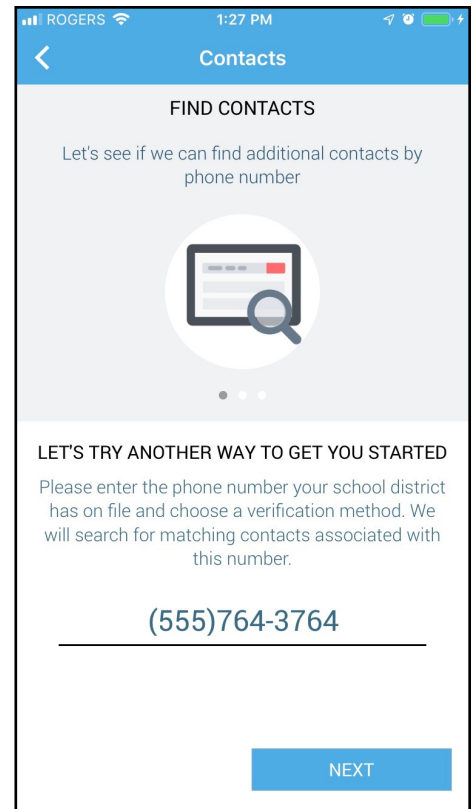 ROGERS 1:27 PM
Contacts
FIND CONTACTS
Let's see if we can find additional contacts by
phone number
LET'S TRY ANOTHER WAY TO GET YOU STARTED
Please enter the phone number your school district
has on file and choose a verification method. We
will search for matching contacts associated with
this number.
(555)764-3764
NEXT